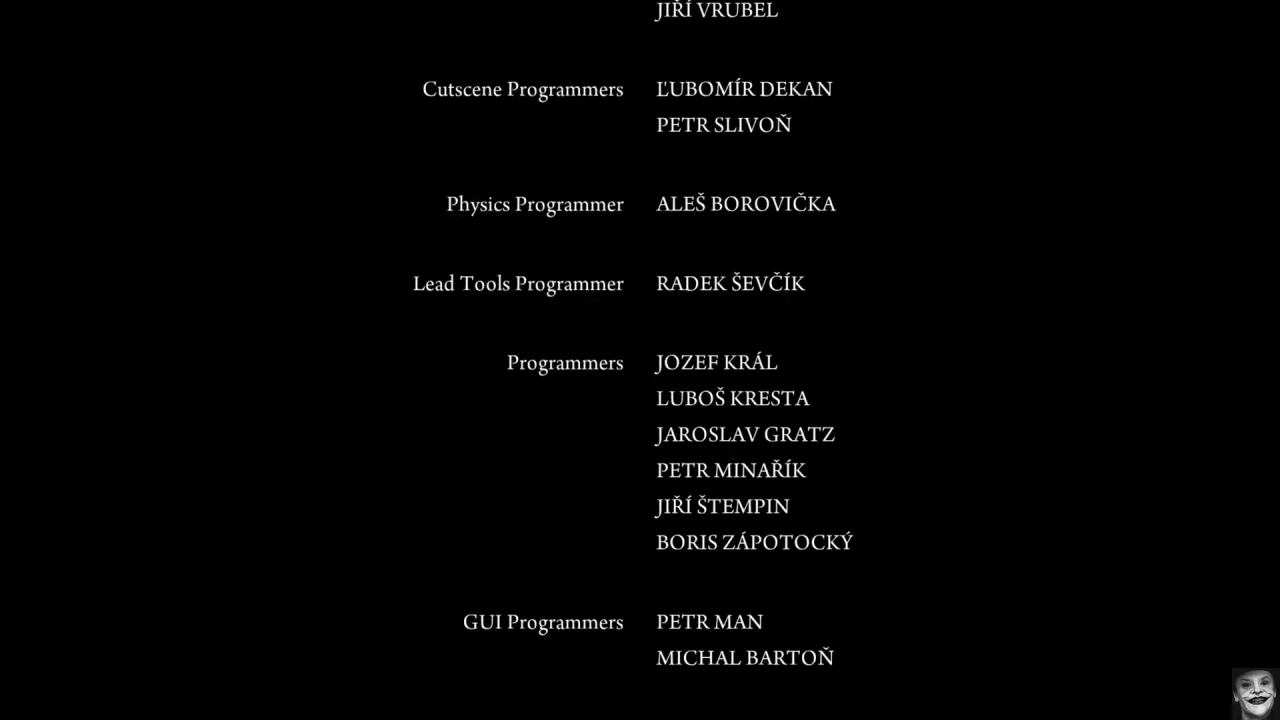 JIŘÍ VRUBEL
Cutscene Programmers ĽUBOMÍR DEKAN
PETR SLIVOŇ
Physics Programmer ALEŠ BOROVIČKA
Lead Tools Programmer RADEK ŠEVČÍK
Programmers JOZEF KRÁL
LUBOŠ KRESTA
JAROSLAV GRATZ
PETR MINAŘÍK
JIŘÍ ŠTEMPIN
BORIS ZÁPOTOCKÝ
GUI Programmers PETR MAN
MICHAL BARTOŇ